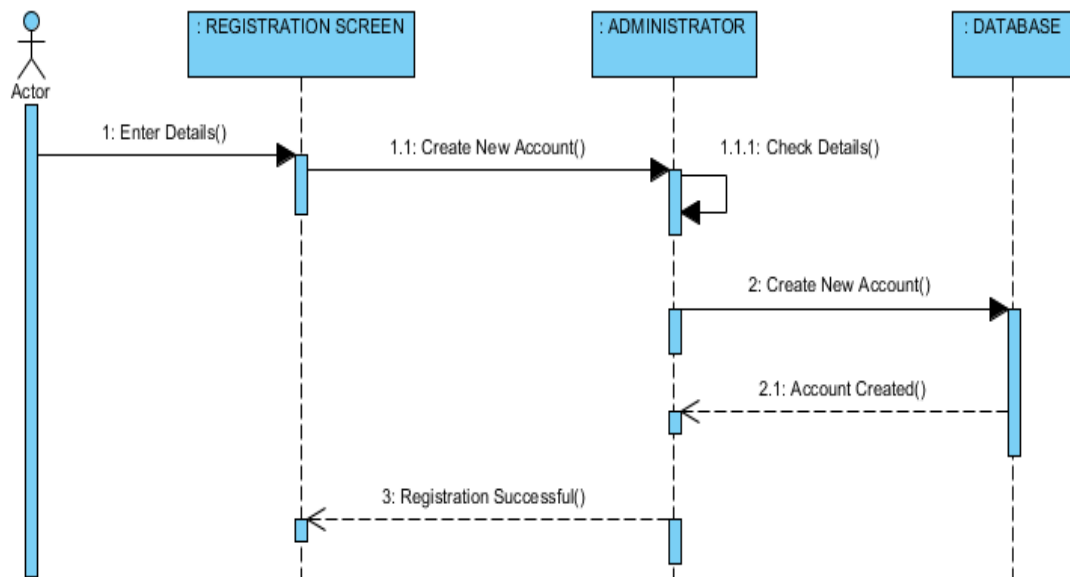 : REGISTRATION SCREEN
: ADMINISTRATOR
: DATABASE
Actor
1: Enter Details()
1.1: Create New Account()
1.1.1: Check Details()
2: Create New Account()
2.1: Account Created()
3: Registration Successful()